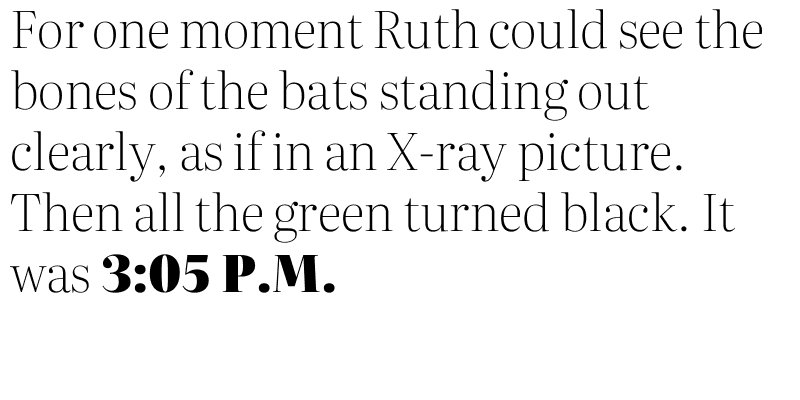 For one moment Ruth could see the
bones of the bats standing out
clearly, as if in an X-ray picture.
Then all the green turned black. It
was 3:05 P.M.